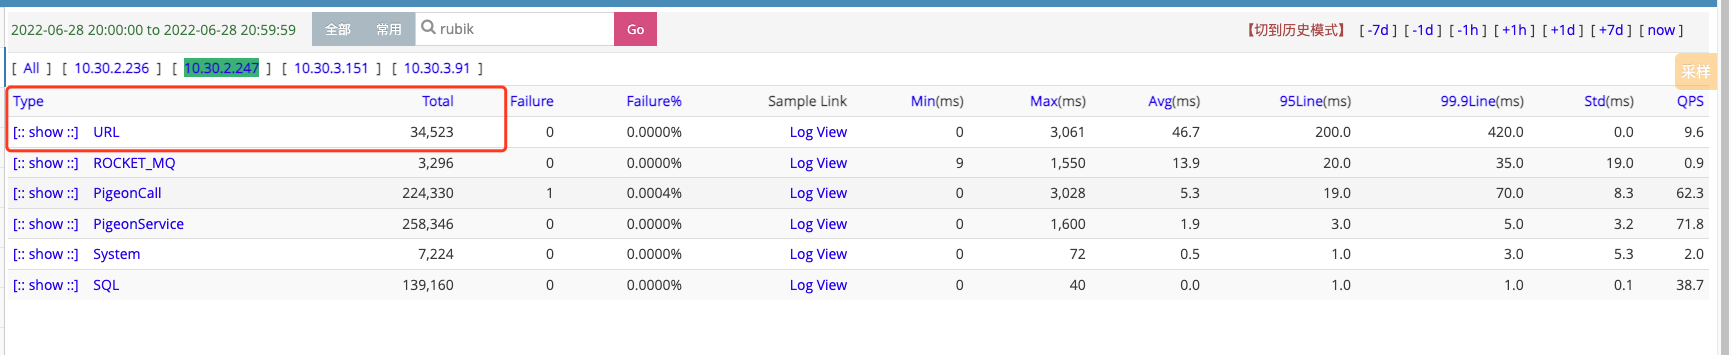 2022-06-28 20:00:00 to 2022-06-28 20:59:59 全部 常用 rubik Go 【切到历史模式】 [ -7d ] [ -1d ] [ -1h ] [ +1h ] [ +1d ] [ +7d ] [ now ]
[ All ] [ 10.30.2.236 ] [ 10.30.2.247 ] [ 10.30.3.151 ] [ 10.30.3.91 ]
采样
Type Total Failure Failure% Sample Link Min(ms) Max(ms) Avg(ms) 95Line(ms) 99.9Line(ms) Std(ms) QPS
[:: show ::] URL 34,523 0 0.0000% Log View 0 3,061 46.7 200.0 420.0 0.0 9.6
[:: show ::] ROCKET_MQ 3,296 0 0.0000% Log View 9 1,550 13.9 20.0 35.0 19.0 0.9
[:: show ::] PigeonCall 224,330 1 0.0004% Log View 0 3,028 5.3 19.0 70.0 8.3 62.3
[:: show ::] PigeonService 258,346 0 0.0000% Log View 0 1,600 1.9 3.0 5.0 3.2 71.8
[:: show ::] System 7,224 0 0.0000% Log View 0 72 0.5 1.0 3.0 5.3 2.0
[:: show ::] SQL 139,160 0 0.0000% Log View 0 40 0.0 1.0 1.0 0.1 38.7